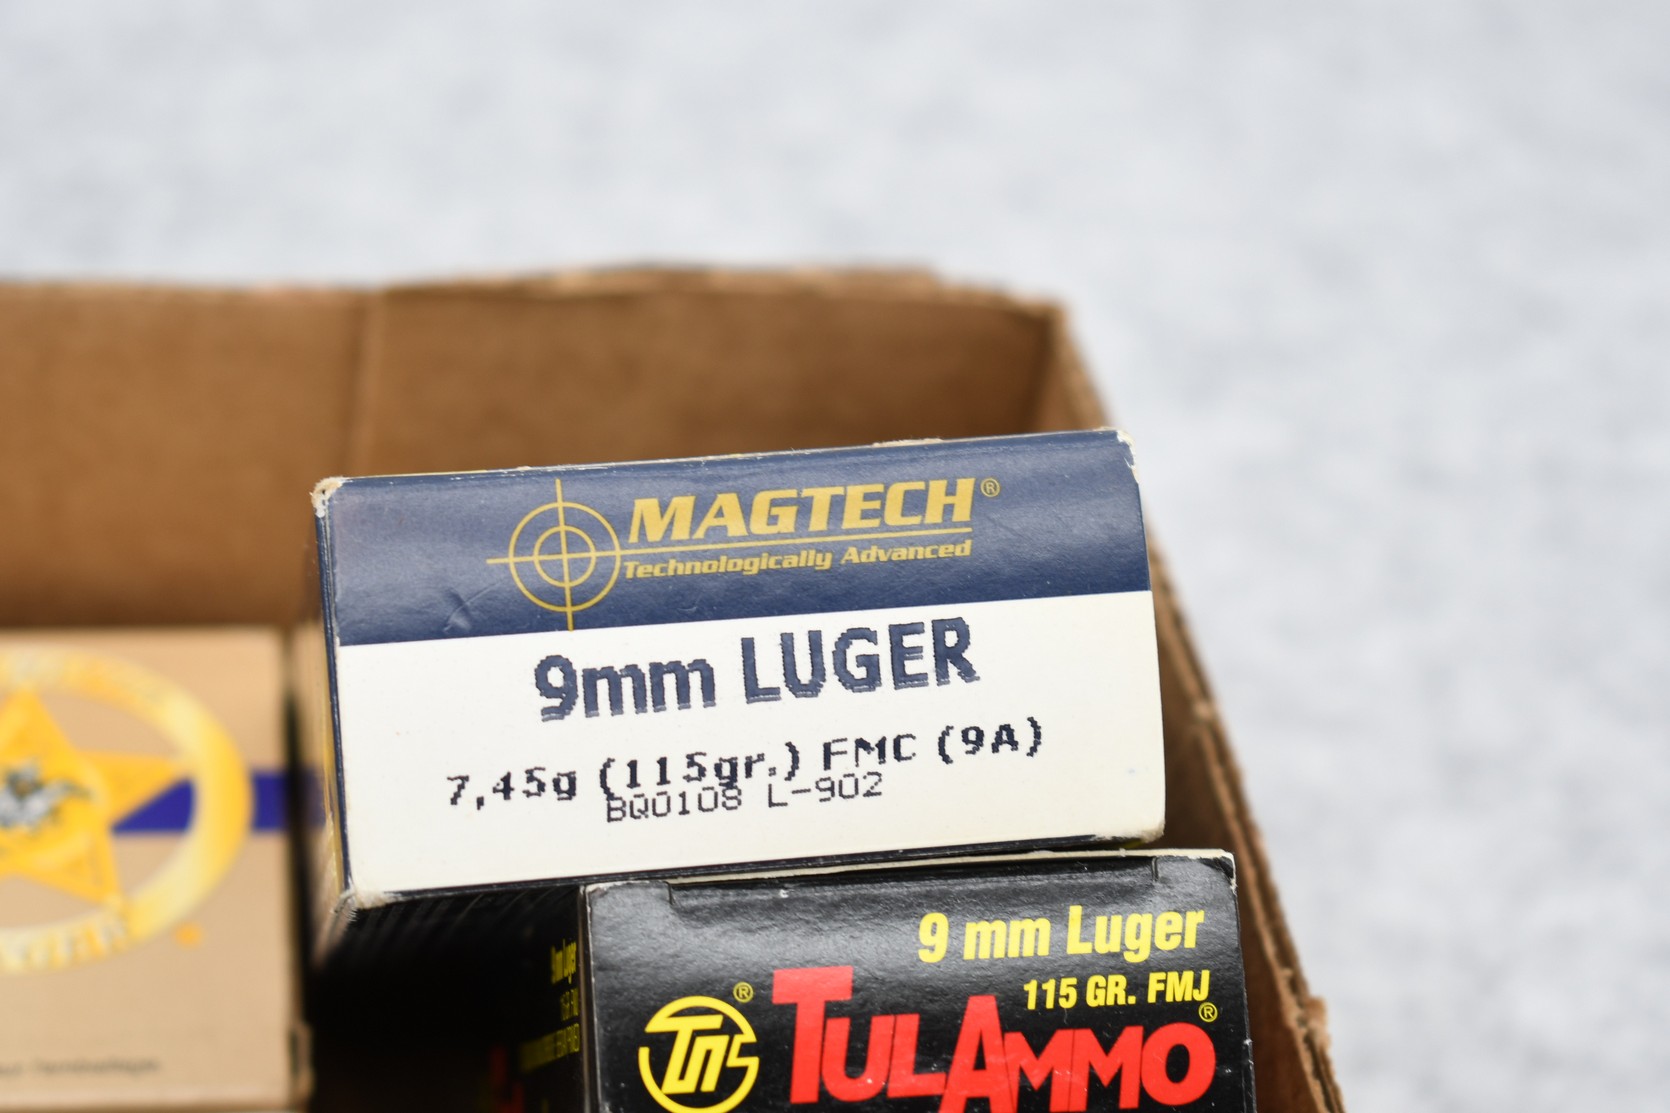 MAGTECH®
Technologically Advanced
9mm LUGER
7,45g (115gr.) FMC (9A)
BQ0108 L-902
9 mm Luger
115 GR. FMJ
®
TULAMMO®